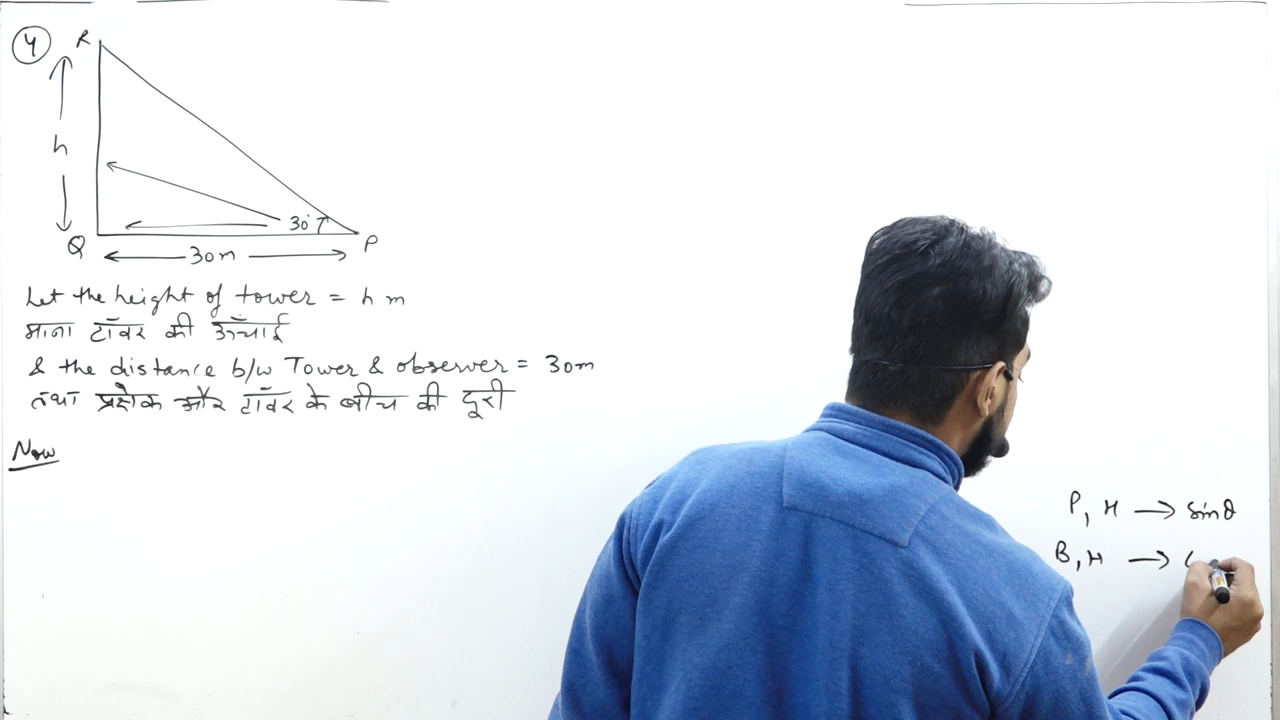 4
R
h
30°
Q
30m
P
Let the height of tower = h m
माना टॉवर की ऊँचाई
& the distance b/w Tower & observer = 30m
तथा प्रेक्षक और टॉवर के बीच की दूरी
Now
P, H → sinθ
B, H →